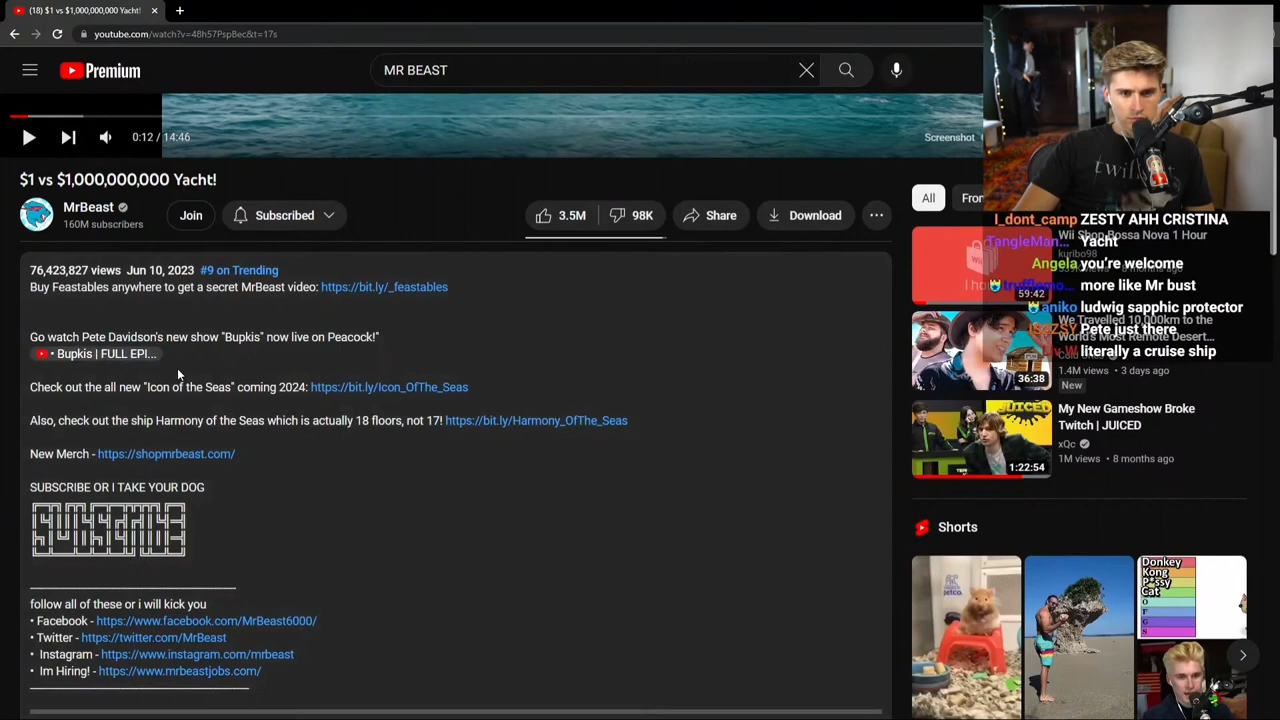 (18) $1 vs $1,000,000,000 Yacht!
youtube.com/watch?v=48h57PspBec&t=17s
Premium
MR BEAST
0:12 / 14:46
Screenshot
$1 vs $1,000,000,000 Yacht!
MrBeast
160M subscribers
Join
Subscribed
3.5M
98K
Share
Download
76,423,827 views Jun 10, 2023 #9 on Trending
Buy Feastables anywhere to get a secret MrBeast video: https://bit.ly/_feastables
Go watch Pete Davidson's new show "Bupkis" now live on Peacock!"
• Bupkis | FULL EPI...
Check out the all new "Icon of the Seas" coming 2024: https://bit.ly/Icon_OfThe_Seas
Also, check out the ship Harmony of the Seas which is actually 18 floors, not 17! https://bit.ly/Harmony_OfThe_Seas
New Merch - https://shopmrbeast.com/
SUBSCRIBE OR I TAKE YOUR DOG
follow all of these or i will kick you
• Facebook - https://www.facebook.com/MrBeast6000/
• Twitter - https://twitter.com/MrBeast
• Instagram - https://www.instagram.com/mrbeast
• Im Hiring! - https://www.mrbeastjobs.com/
twitch
All
I_dont_camp ZESTY AHH CRISTINA
TangleMan... Yacht
Angela you're welcome
more like Mr bust
aniko ludwig sapphic protector
Pete just there
literally a cruise ship
Wii Shop Bossa Nova 1 Hour
kuribo98
59:42
We Travelled 10,000km to the
World's Most Remote Desert...
1.4M views • 3 days ago
New
36:38
My New Gameshow Broke
Twitch | JUICED
xQc
1M views • 8 months ago
JUICED
1:22:54
Shorts
petco
Donkey
Kong
P*ssy
Cat